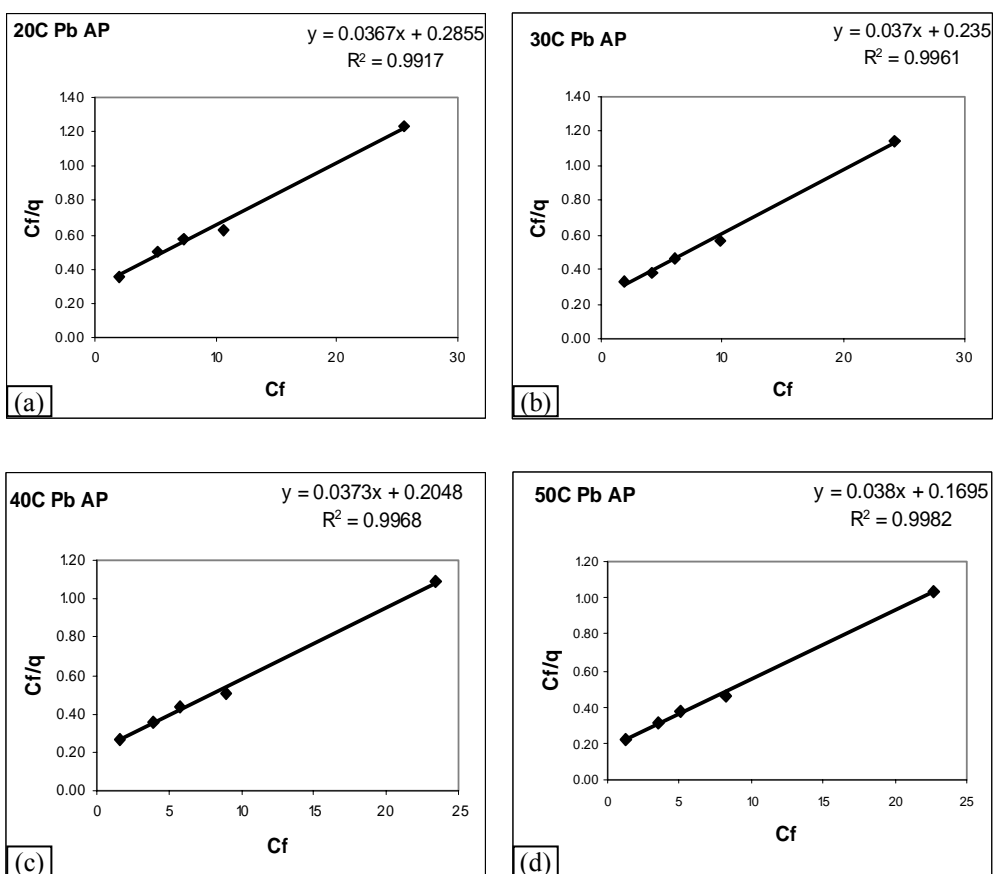 20C Pb AP
y = 0.0367x + 0.2855
R² = 0.9917
1.40
1.20
1.00
0.80
0.60
0.40
0.20
0.00
Cf/q
0 10 20 30
Cf
(a)
30C Pb AP
y = 0.037x + 0.235
R² = 0.9961
1.40
1.20
1.00
0.80
0.60
0.40
0.20
0.00
Cf/q
0 10 20 30
Cf
(b)
40C Pb AP
y = 0.0373x + 0.2048
R² = 0.9968
1.20
1.00
0.80
0.60
0.40
0.20
0.00
Cf/q
0 5 10 15 20 25
Cf
(c)
50C Pb AP
y = 0.038x + 0.1695
R² = 0.9982
1.20
1.00
0.80
0.60
0.40
0.20
0.00
Cf/q
0 5 10 15 20 25
Cf
(d)